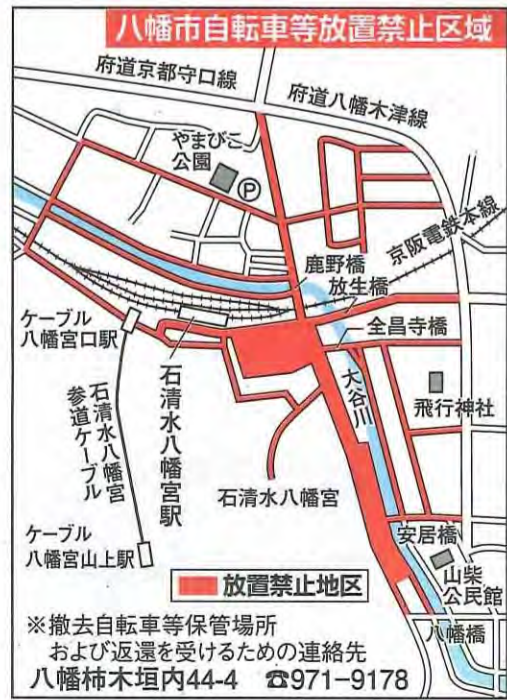 八幡市自転車等放置禁止区域
府道京都守口線
府道八幡木津線
やまびこ
公園
P
京阪電鉄本線
鹿野橋
放生橋
全昌寺橋
ケーブル
八幡宮口駅
石清水八幡宮
参道ケーブル
石清水八幡宮駅
大谷川
飛行神社
石清水八幡宮
ケーブル
八幡宮山上駅
安居橋
山柴
公民館
八幡橋
放置禁止地区
※撤去自転車等保管場所
および返還を受けるための連絡先
八幡柿木垣内44-4 ☎971-9178